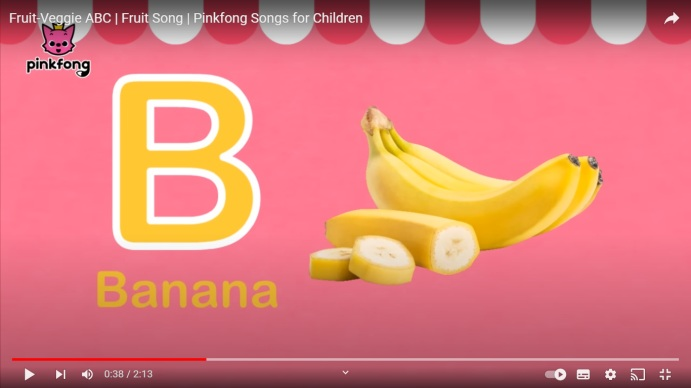 Fruit-Veggie ABC | Fruit Song | Pinkfong Songs for Children
pinkfong
B
Banana
0:38 / 2:13